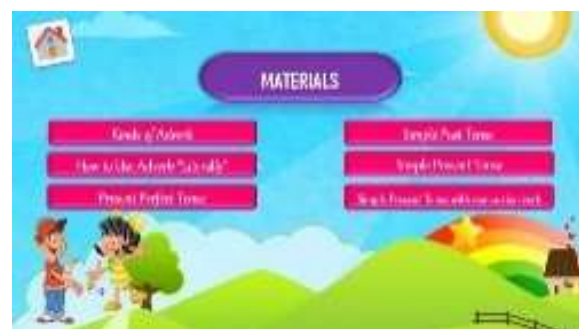 MATERIALS
Kinds of Adverb
How to Use Adverb
Present Perfect Tense
Simple Past Tense
Simple Present Tense
Simple Present Tense with